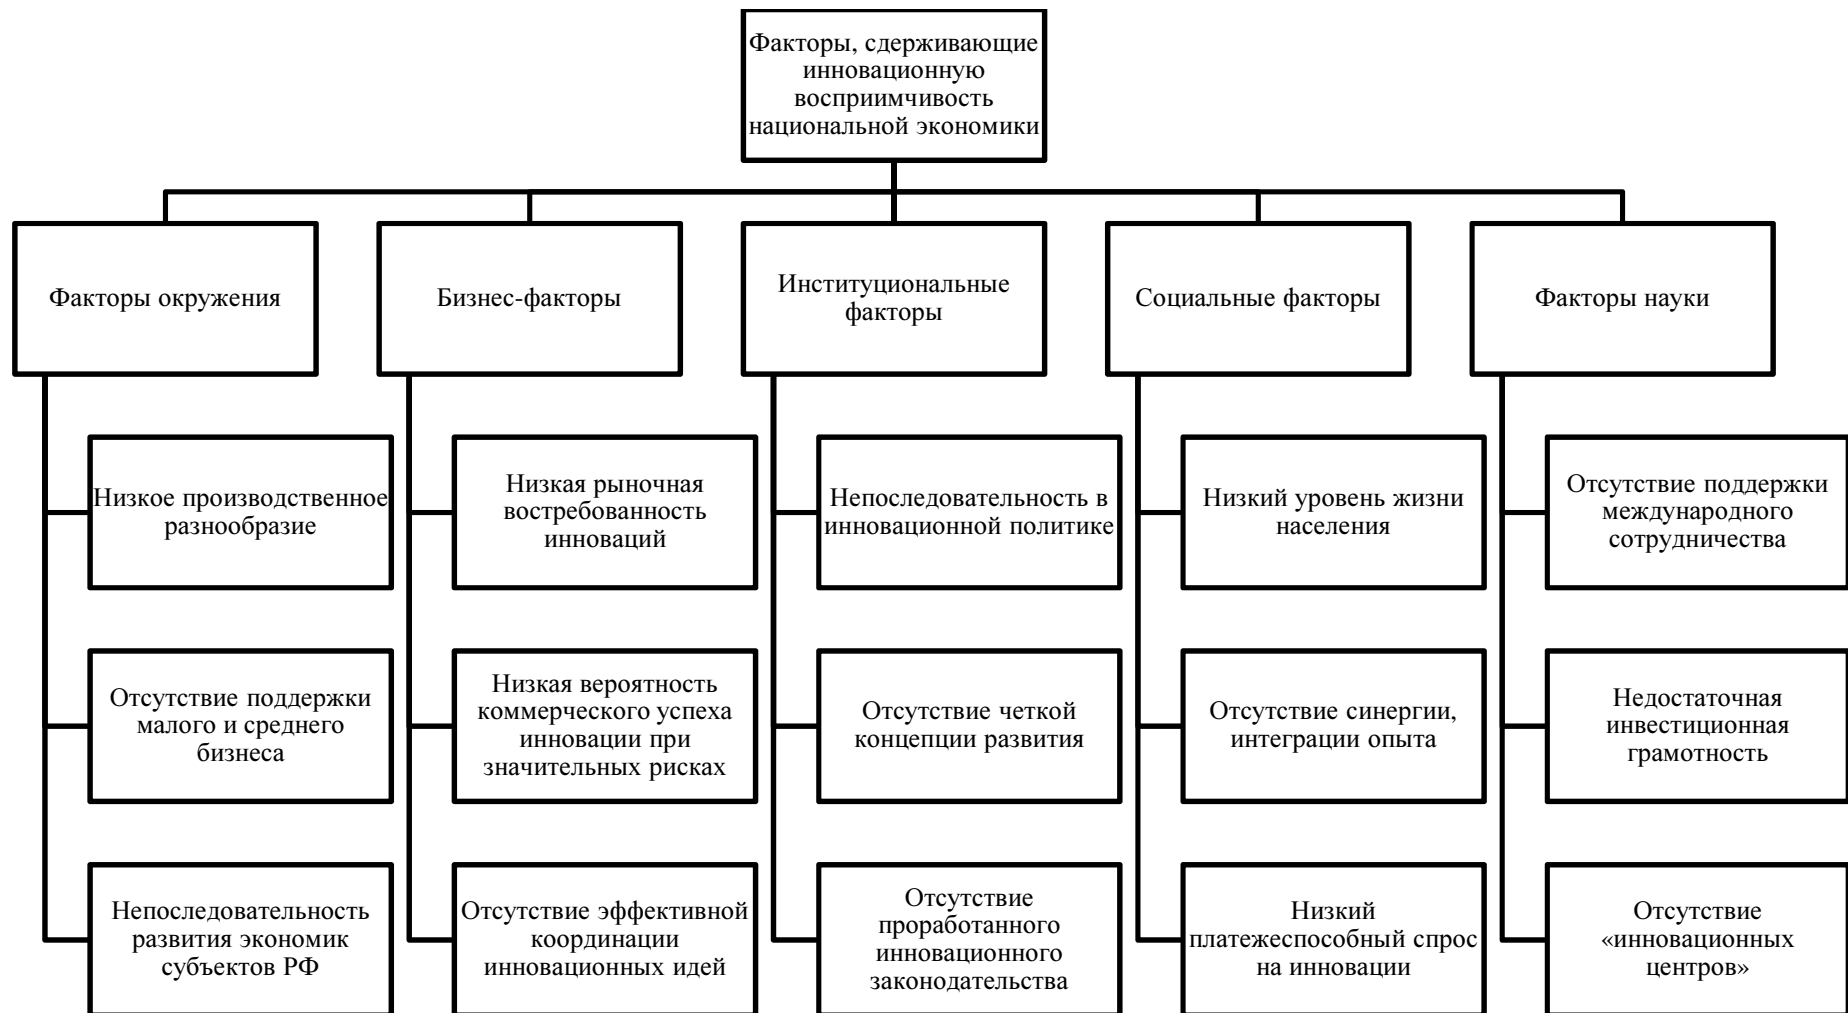 Факторы, сдерживающие
инновационную
восприимчивость
национальной экономики
Факторы окружения
Бизнес-факторы
Институциональные
факторы
Социальные факторы
Факторы науки
Низкое производственное
разнообразие
Низкая рыночная
востребованность
инноваций
Непоследовательность в
инновационной политике
Низкий уровень жизни
населения
Отсутствие поддержки
международного
сотрудничества
Отсутствие поддержки
малого и среднего
бизнеса
Низкая вероятность
коммерческого успеха
инновации при
значительных рисках
Отсутствие четкой
концепции развития
Отсутствие синергии,
интеграции опыта
Недостаточная
инвестиционная
грамотность
Непоследовательность
развития экономик
субъектов РФ
Отсутствие эффективной
координации
инновационных идей
Отсутствие
проработанного
инновационного
законодательства
Низкий
платежеспособный спрос
на инновации
Отсутствие
«инновационных
центров»